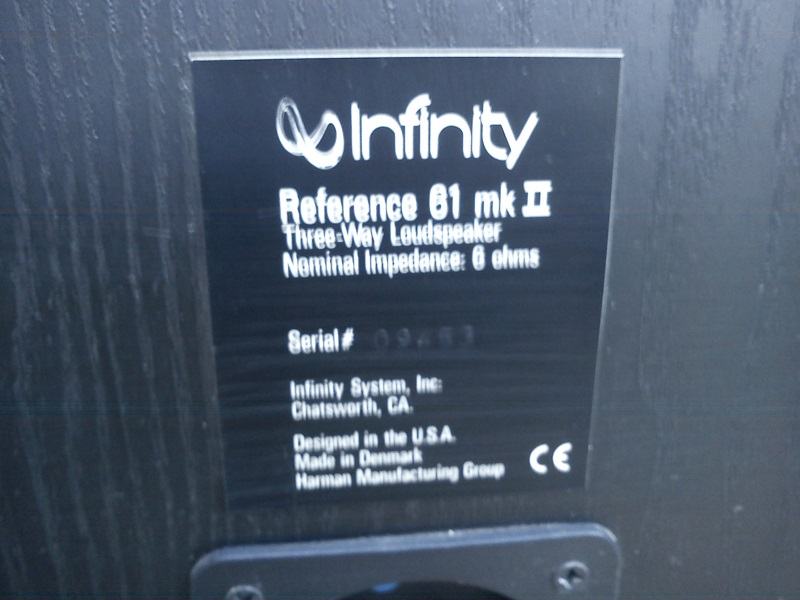 Infinity
Reference 61 mk II
Three-Way Loudspeaker
Nominal Impedance: 6 ohms
Serial#
Infinity System, Inc:
Chatsworth, CA.
Designed in the U.S.A.
Made in Denmark
Harman Manufacturing Group
CE